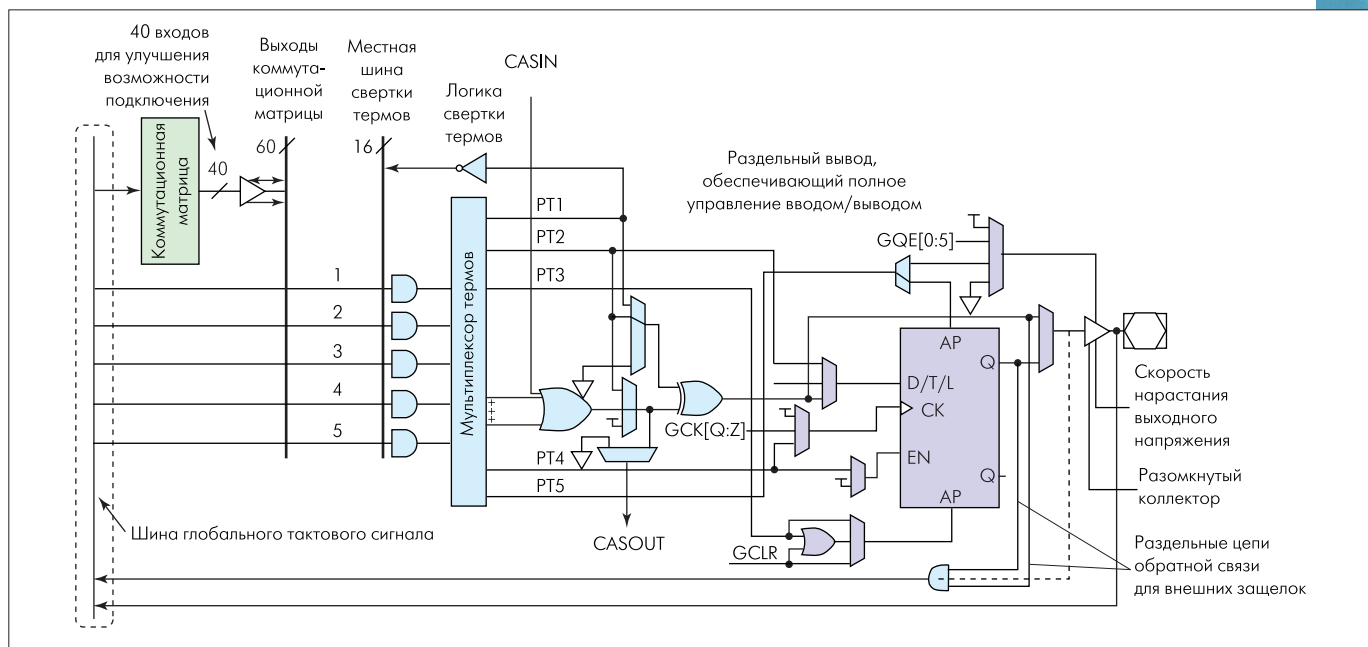 40 входов
для улучшения
возможности
подключения
Выходы
коммута-
ционной
матрицы
Местная
шина
свертки
термов
Логика
свертки
термов
CASIN
60
16
40
Коммутационная
матрица
Раздельный вывод,
обеспечивающий полное
управление вводом/выводом
Мультиплексор термов
PT1
PT2
PT3
GQE[0:5]
1
2
3
4
5
+++
AP
Q
D/T/L
CK
GCK[Q:Z]
EN
Q
AP
PT4
PT5
CASOUT
GCLR
Скорость
нарастания
выходного
напряжения
Разомкнутый
коллектор
Шина глобального тактового сигнала
Раздельные цепи
обратной связи
для внешних защелок